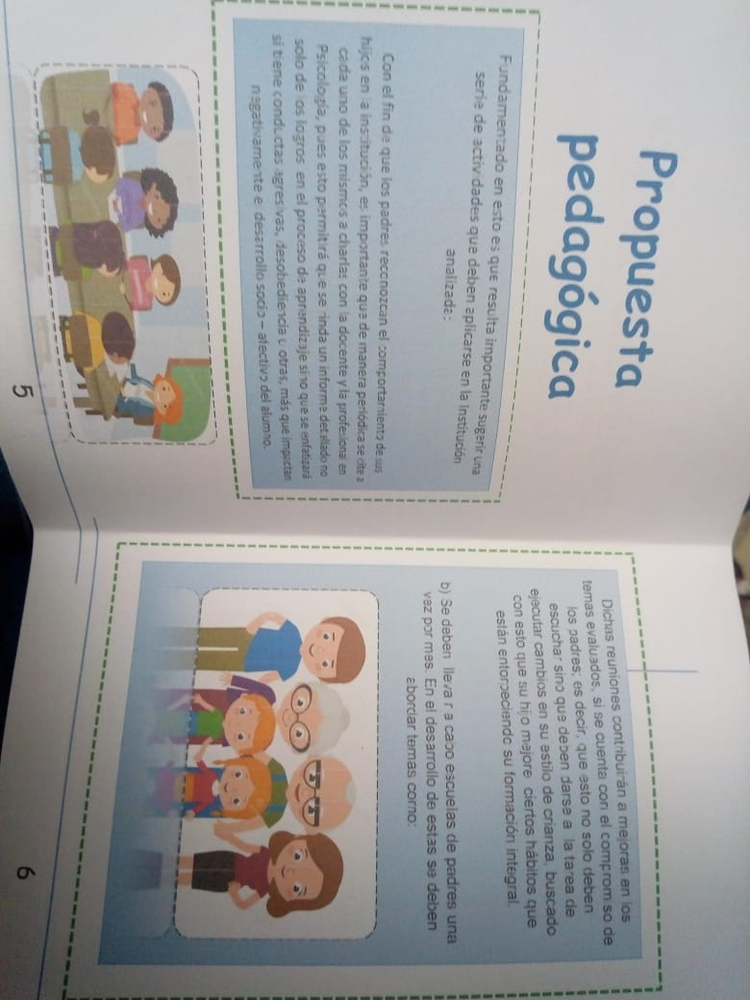 Propuesta
pedagógica
Fundamentado en esto es que resulta importante sugerir una
serie de actividades que deben aplicarse en la Institución
analizada:
Con el fin de que los padres reconozcan el comportamiento de sus
hijos en la institución, es importante que de manera periódica se cite a
cada uno de los mismos a charlas con la docente y la profesional en
Psicología, pues esto permitirá que se rinda un informe detallado no
solo de los logros en el proceso de aprendizaje sino que se enfatizará
si tiene conductas agresivas, desobediencia u otras, más que impactan
negativamente el desarrollo socio – afectivo del alumno.
5
Dichas reuniones contribuirán a mejoras en los
temas evaluados, si se cuenta con el compromiso de
los padres; es decir, que esto no solo deben
escuchar sino que deben darse a la tarea de
ejecutar cambios en su estilo de crianza, buscado
con esto que su hijo mejore ciertos hábitos que
están entorpeciendo su formación integral.
b) Se deben llevar a cabo escuelas de padres una
vez por mes. En el desarrollo de estas se deben
abordar temas como:
6